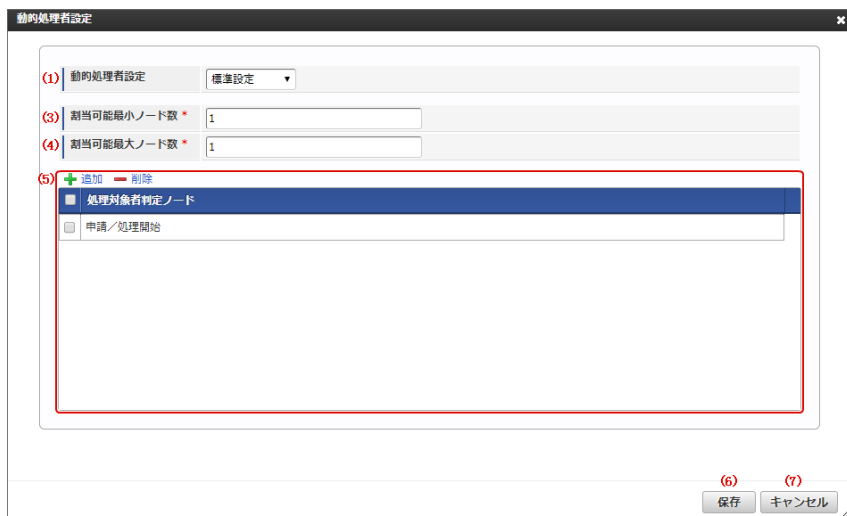 動的処理者設定
(1) 動的処理者設定 標準設定
(3) 割当可能最小ノード数 * 1
(4) 割当可能最大ノード数 * 1
(5) 追加 削除
処理対象者判定ノード
申請/処理開始
(6) (7)
保存 キャンセル